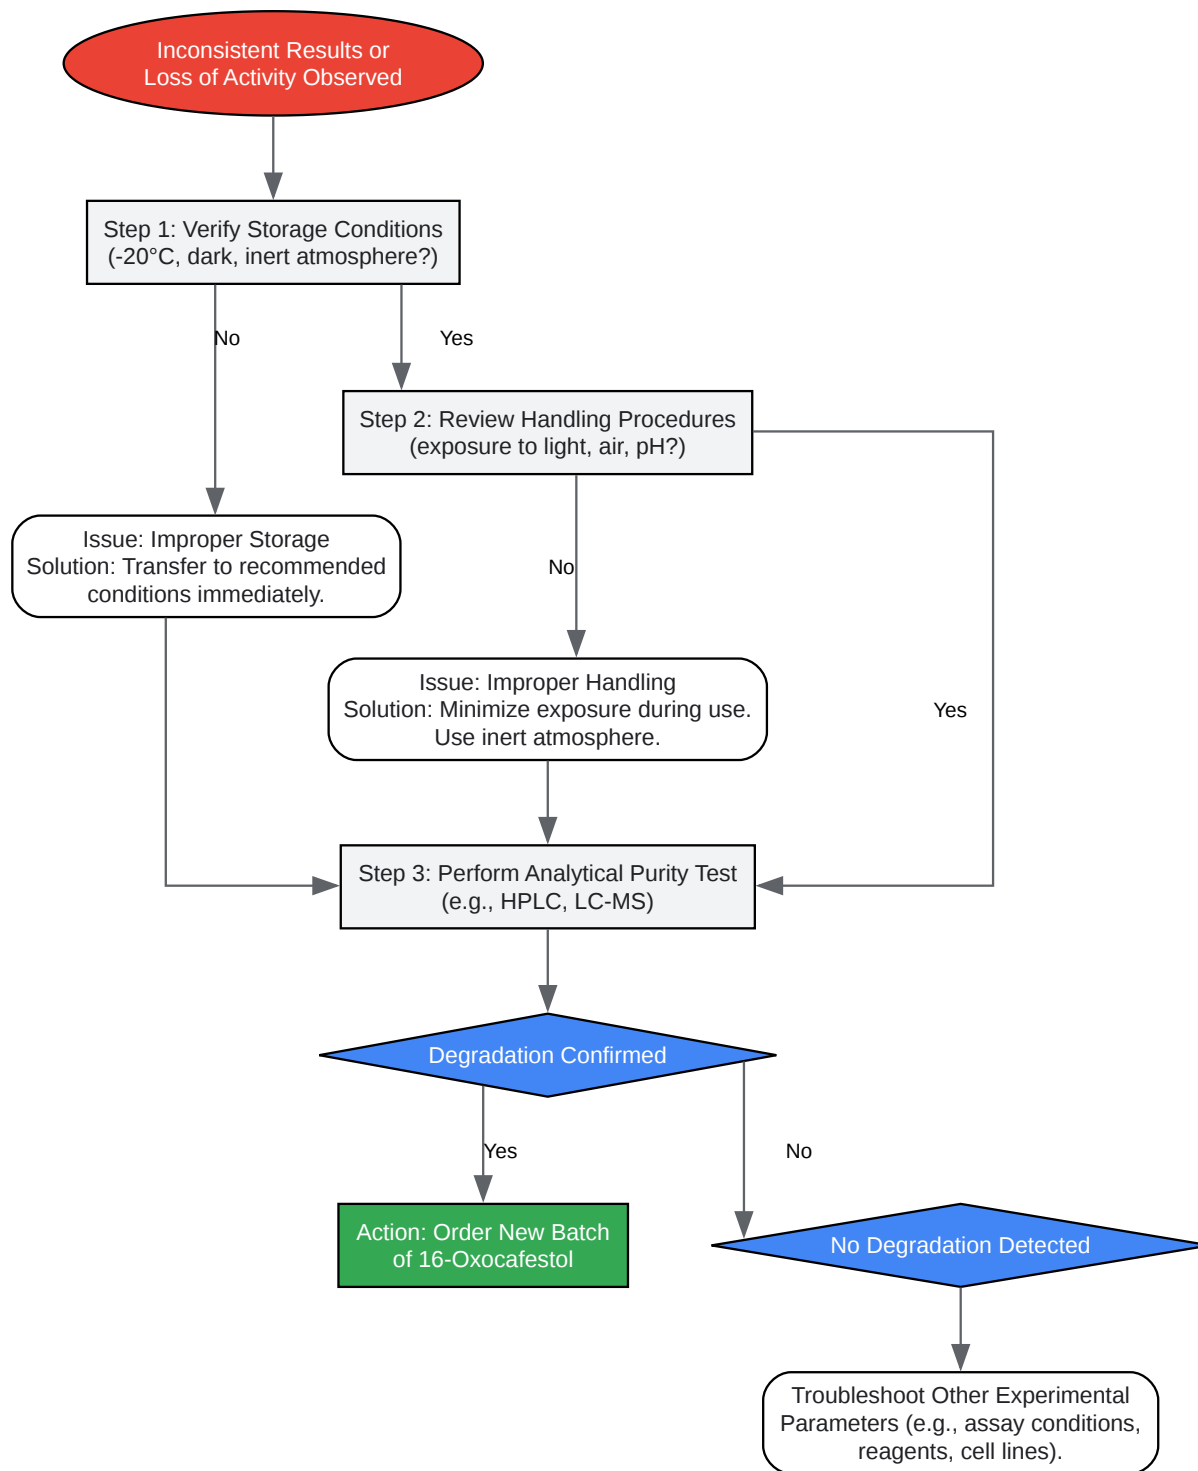 Inconsistent Results or
Loss of Activity Observed
Step 1: Verify Storage Conditions
(-20°C, dark, inert atmosphere?)
No
Yes
Step 2: Review Handling Procedures
(exposure to light, air, pH?)
Issue: Improper Storage
Solution: Transfer to recommended
conditions immediately.
No
Issue: Improper Handling
Solution: Minimize exposure during use.
Use inert atmosphere.
Yes
Step 3: Perform Analytical Purity Test
(e.g., HPLC, LC-MS)
Degradation Confirmed
Yes
No
Action: Order New Batch
of 16-Oxocafestol
No Degradation Detected
Troubleshoot Other Experimental
Parameters (e.g., assay conditions,
reagents, cell lines).